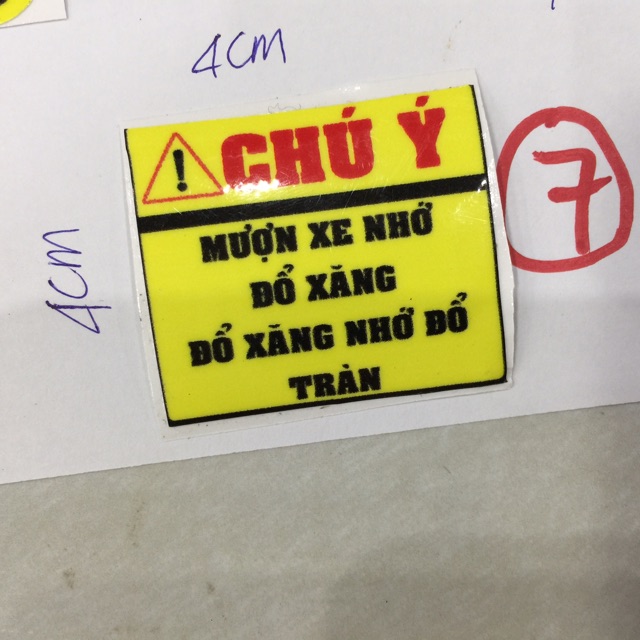 4cm
CHÚ Ý
7
MƯỢN XE NHỚ
ĐỔ XĂNG
ĐỔ XĂNG NHỚ ĐỔ
TRÀN
4cm